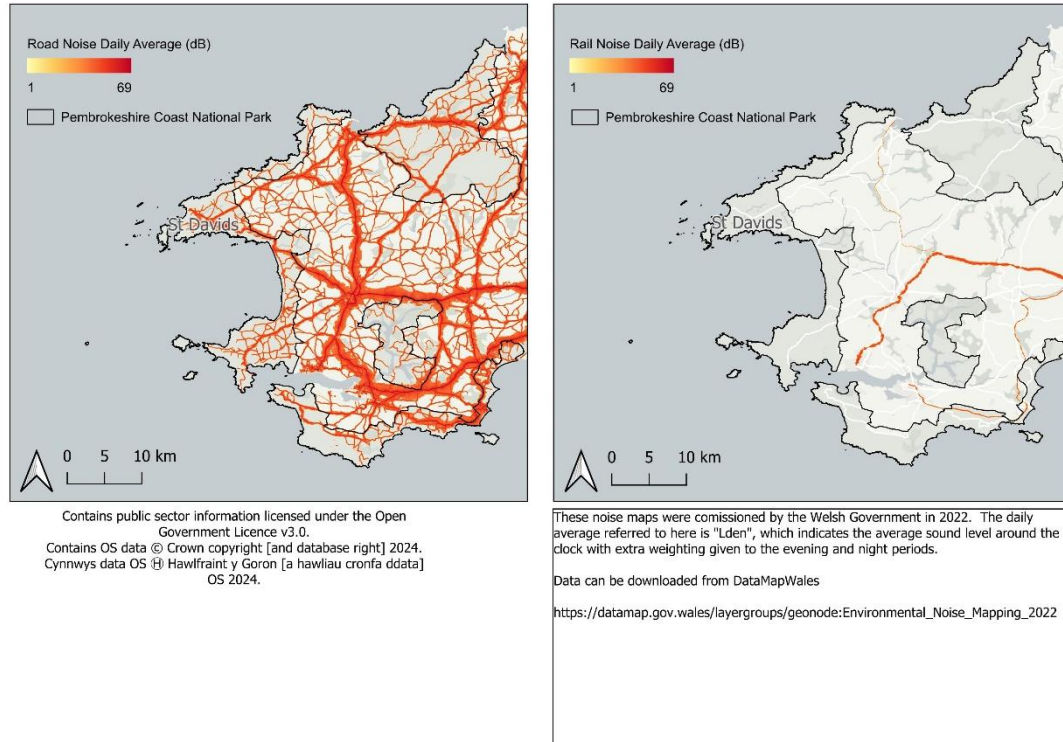 Road Noise Daily Average (dB)
1 69
Pembrokeshire Coast National Park
St Davids
0 5 10 km
Contains public sector information licensed under the Open
Government Licence v3.0.
Contains OS data © Crown copyright [and database right] 2024.
Cynnwys data OS Ⓗ Hawlfraint y Goron [a hawliau cronfa ddata]
OS 2024.
Rail Noise Daily Average (dB)
1 69
Pembrokeshire Coast National Park
St Davids
0 5 10 km
These noise maps were comissioned by the Welsh Government in 2022. The daily
average referred to here is "Lden", which indicates the average sound level around the
clock with extra weighting given to the evening and night periods.
Data can be downloaded from DataMapWales
https://datamap.gov.wales/layergroups/geonode:Environmental_Noise_Mapping_2022